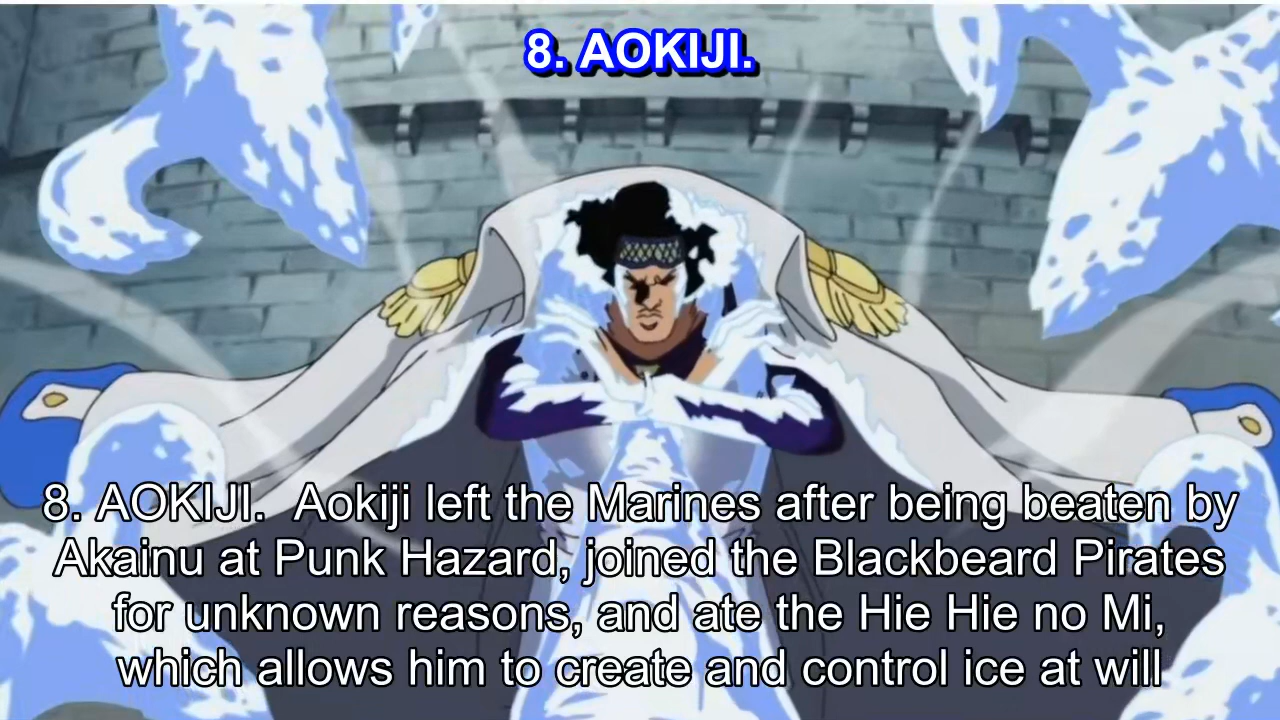 8. AOKIJI.
8. AOKIJI.  Aokiji left the Marines after being beaten by
Akainu at Punk Hazard, joined the Blackbeard Pirates
for unknown reasons, and ate the Hie Hie no Mi,
which allows him to create and control ice at will